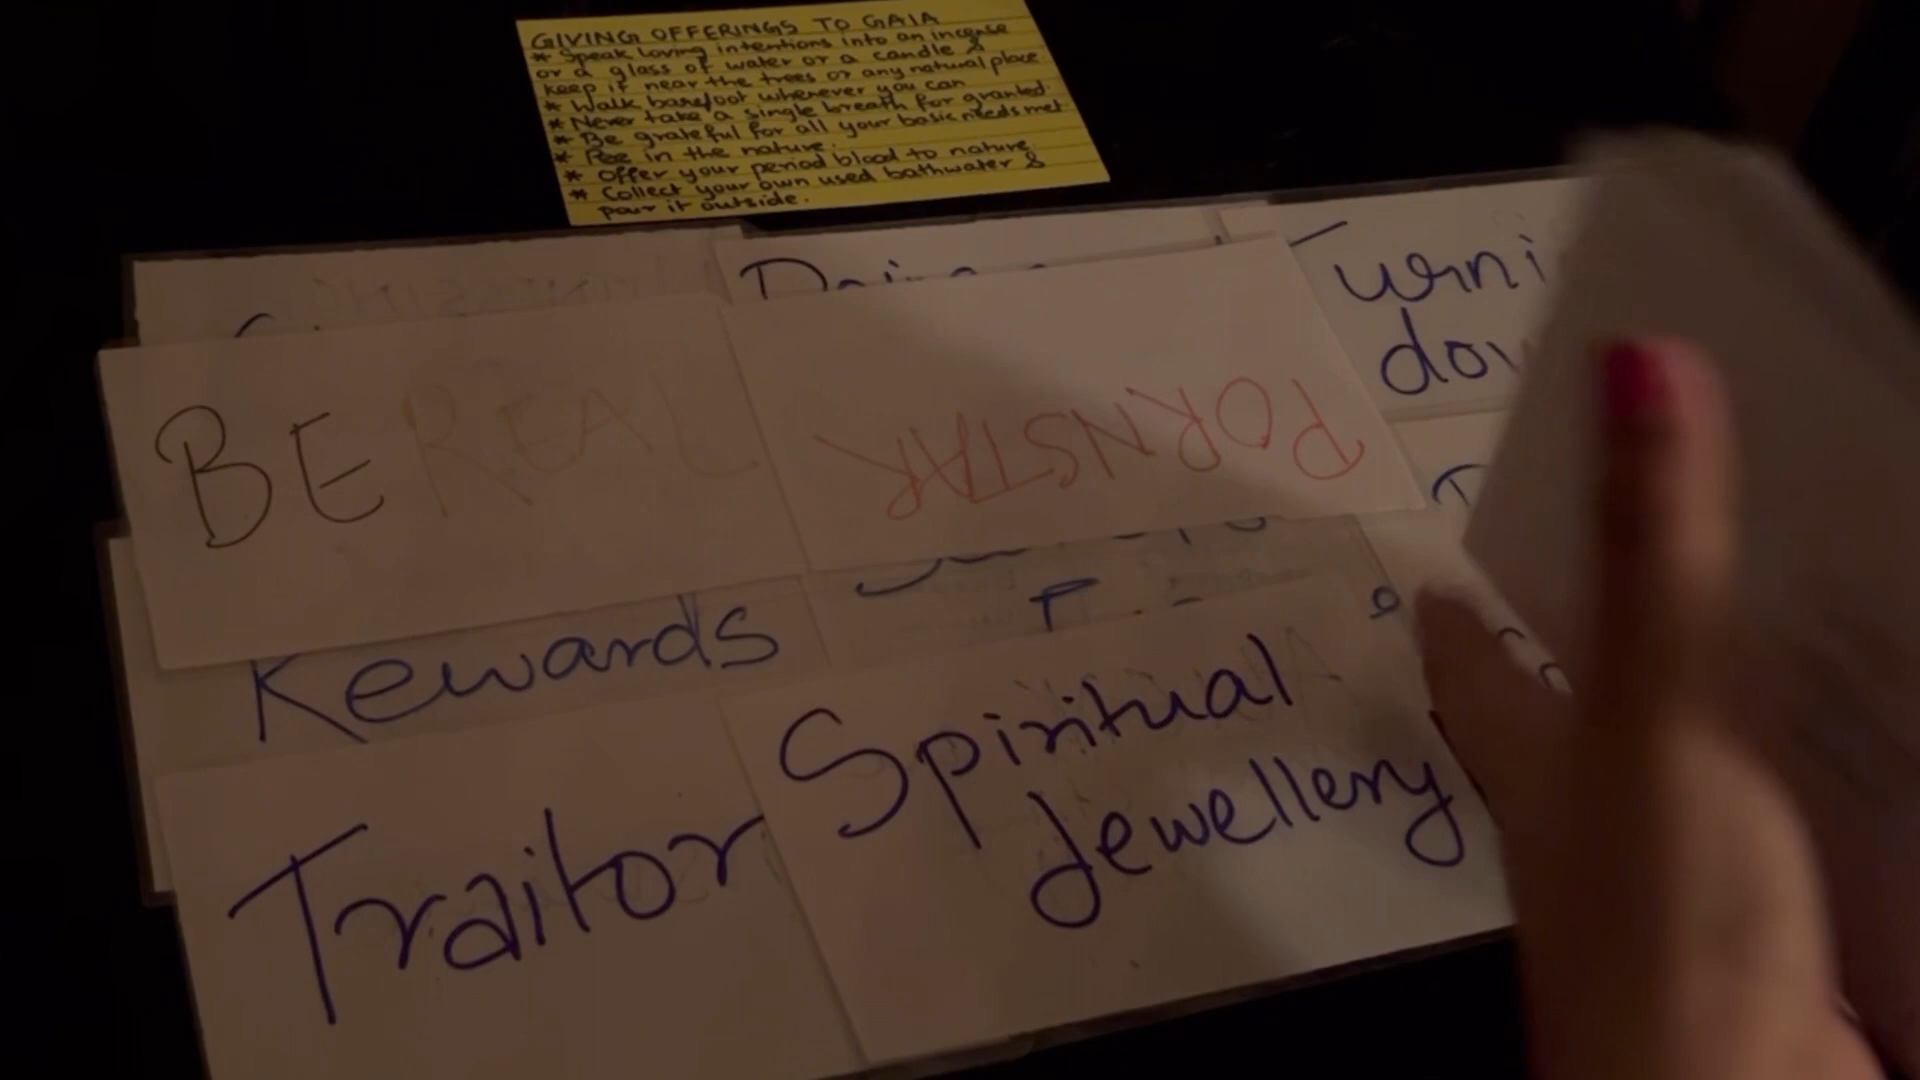 GIVING OFFERINGS TO GAIA
* Speak loving intentions into an incense
or a glass of water or a candle &
keep it near the trees or any natural place.
* Walk barefoot wherever you can
* Never take a single breath for granted.
* Be grateful for all your basic needs met
* Pee in the nature.
* Offer your period blood to nature
* Collect your own used bathwater &
pour it outside.
Turni
BE REAL
PORNSTAR
Rewards
Spiritual
Jewellery
Traitor